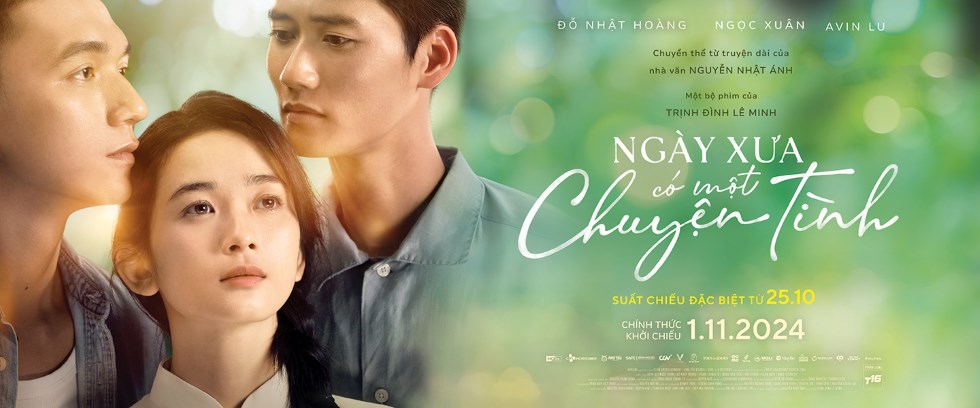 ĐỖ NHẬT HOÀNG NGỌC XUÂN AVIN LU
Chuyển thể từ truyện dài của
nhà văn NGUYỄN NHẬT ÁNH
Một bộ phim của
TRỊNH ĐÌNH LÊ MINH
NGÀY XƯA
có một
Chuyện Tình
SUẤT CHIẾU ĐẶC BIỆT TỪ 25.10
CHÍNH THỨC
KHỞI CHIẾU 1.11.2024
T16